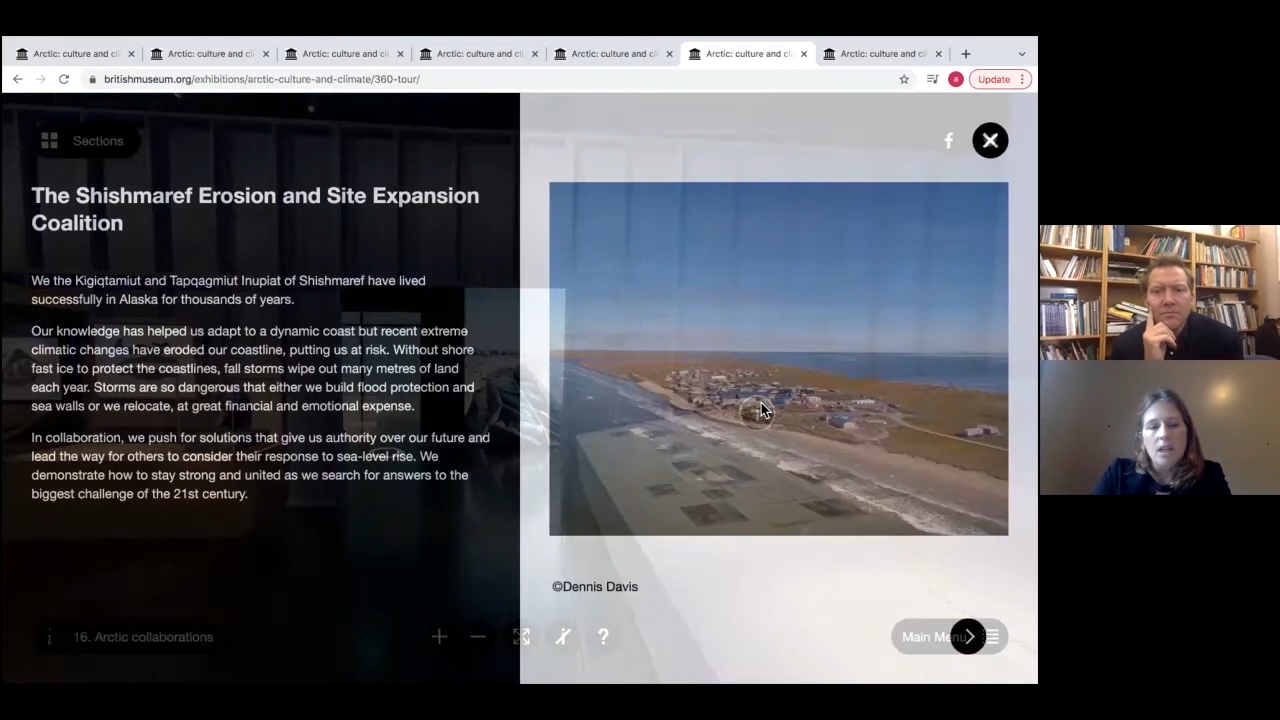 Arctic: culture and cli
Arctic: culture and cli
Arctic: culture and cli
Arctic: culture and cli
Arctic: culture and cli
Arctic: culture and cli
Arctic: culture and cli
britishmuseum.org/exhibitions/arctic-culture-and-climate/360-tour/
a
Update
Sections
f
The Shishmaref Erosion and Site Expansion
Coalition
We the Kigiqtamiut and Tapqagmiut Inupiat of Shishmaref have lived
successfully in Alaska for thousands of years.
Our knowledge has helped us adapt to a dynamic coast but recent extreme
climatic changes have eroded our coastline, putting us at risk. Without shore
fast ice to protect the coastlines, fall storms wipe out many metres of land
each year. Storms are so dangerous that either we build flood protection and
sea walls or we relocate, at great financial and emotional expense.
In collaboration, we push for solutions that give us authority over our future and
lead the way for others to consider their response to sea-level rise. We
demonstrate how to stay strong and united as we search for answers to the
biggest challenge of the 21st century.
©Dennis Davis
i 16. Arctic collaborations
?
Main Menu